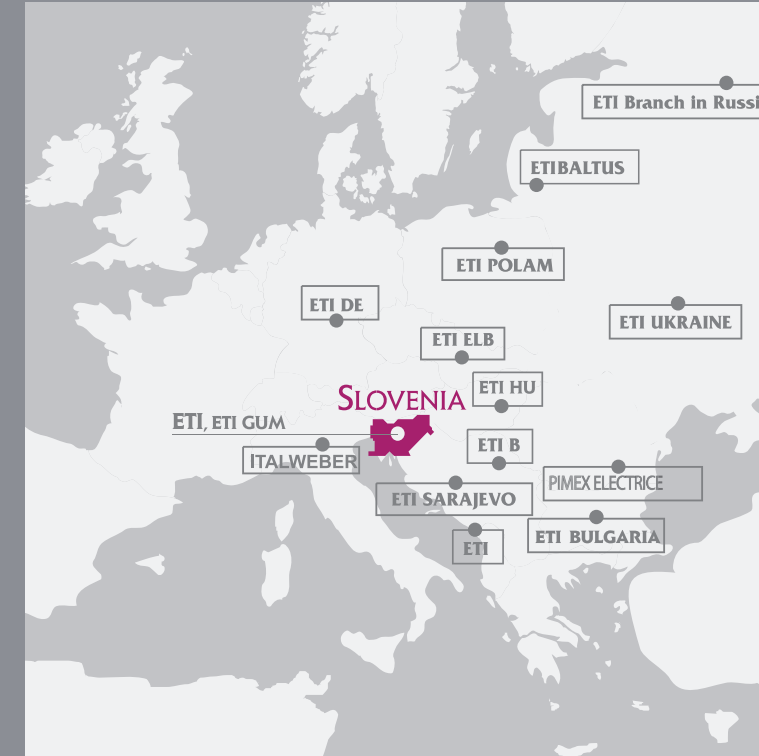 ETI Branch in Russi
ETIBALTUS
ETI POLAM
ETI DE
ETI UKRAINE
ETI ELB
ETI HU
SLOVENIA
ETI, ETI GUM
ETI B
ITALWEBER
PIMEX ELECTRICE
ETI SARAJEVO
ETI BULGARIA
ETI